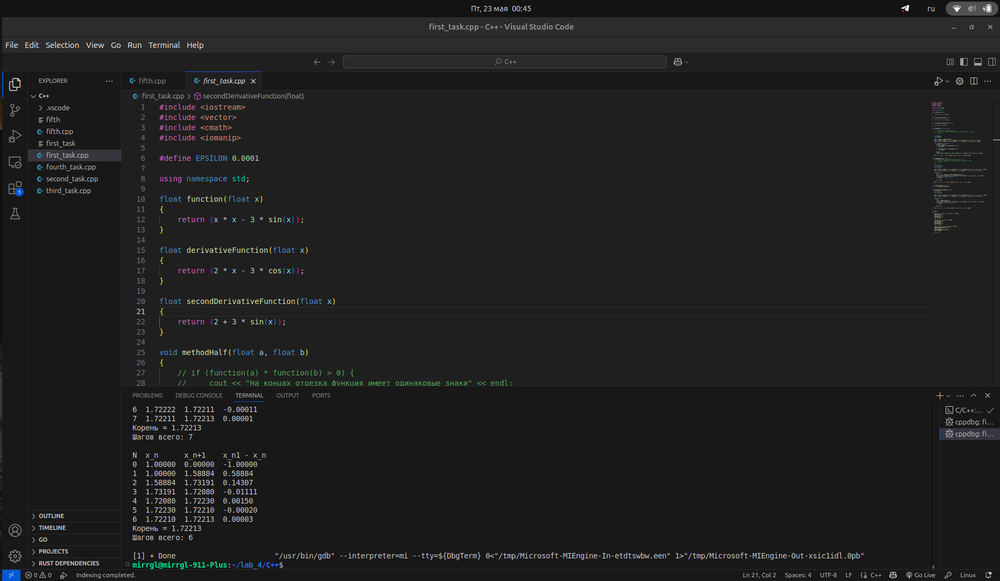 Пт, 23 мая 00:45
ru
first_task.cpp - C++ - Visual Studio Code
File Edit Selection View Go Run Terminal Help
C++
EXPLORER
C++
.vscode
fifth
fifth.cpp
first_task
first_task.cpp
fourth_task.cpp
second_task.cpp
third_task.cpp
1
OUTLINE
TIMELINE
GO
PROJECTS
RUST DEPENDENCIES
fifth.cpp first_task.cpp
first_task.cpp > secondDerivativeFunction(float)
1 #include <iostream>
2 #include <vector>
3 #include <cmath>
4 #include <iomanip>
5
6 #define EPSILON 0.0001
7
8 using namespace std;
9
10 float function(float x)
11 {
12 return (x * x - 3 * sin(x));
13 }
14
15 float derivativeFunction(float x)
16 {
17 return (2 * x - 3 * cos(x));
18 }
19
20 float secondDerivativeFunction(float x)
21 {
22 return (2 + 3 * sin(x));
23 }
24
25 void methodHalf(float a, float b)
26 {
27 // if (function(a) * function(b) > 0) {
28 // cout << "На концах отрезка функция имеет одинаковые знаки" << endl;
PROBLEMS DEBUG CONSOLE TERMINAL OUTPUT PORTS
6 1.72222 1.72211 -0.00011
7 1.72211 1.72213 0.00001
Корень = 1.72213
Шагов всего: 7
N x_n x_n+1 x_n1 - x_n
0 1.00000 0.00000 -1.00000
1 1.00000 1.58884 0.58884
2 1.58884 1.73191 0.14307
3 1.73191 1.72080 -0.01111
4 1.72080 1.72230 0.00150
5 1.72230 1.72210 -0.00020
6 1.72210 1.72213 0.00003
Корень = 1.72213
Шагов всего: 6
[1] + Done "/usr/bin/gdb" --interpreter=mi --tty=${DbgTerm} 0<"/tmp/Microsoft-MIEngine-In-etdtswbw.een" 1>"/tmp/Microsoft-MIEngine-Out-xsic1idl.0pb"
mirrgl@mirrgl-911-Plus:~/lab_4/C++$
C/C++:...
cppdbg: fi...
cppdbg: fi...
0 0 Indexing completed.
Ln 21, Col 2 Spaces: 4 UTF-8 LF C++ Go Live Linux